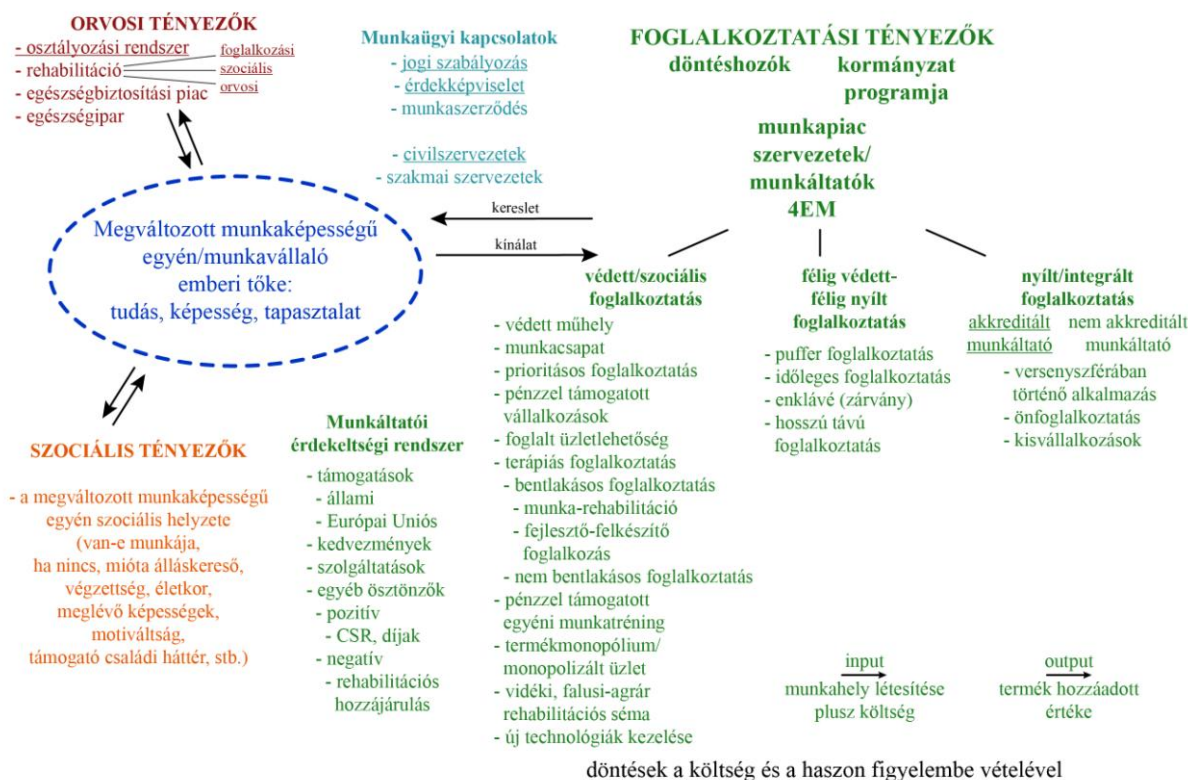 ORVOSI TÉNYEZŐK
- osztályozási rendszer
- rehabilitáció
- egészségbiztosítási piac
- egészségipar
foglalkozási
szociális
orvosi
Munkaügyi kapcsolatok
- jogi szabályozás
- érdekképviselet
- munkaszerződés
- civilszervezetek
- szakmai szervezetek
FOGLALKOZTATÁSI TÉNYEZŐK
döntéshozók
kormányzat
programja
munkapiac
szervezetek/
munkáltatók
4EM
kereslet
kínálat
Megváltozott munkaképességű
egyén/munkavállaló
emberi tőke:
tudás, képesség, tapasztalat
SZOCIÁLIS TÉNYEZŐK
- a megváltozott munkaképességű
egyén szociális helyzete
(van-e munkája,
ha nincs, mióta álláskereső,
végzettség, életkor,
meglévő képességek,
motiváltság,
támogató családi háttér, stb.)
Munkáltatói
érdekeltségi rendszer
- támogatások
- állami
- Európai Uniós
- kedvezmények
- szolgáltatások
- egyéb ösztönzők
- pozitív
- CSR, díjak
- negatív
- rehabilitációs
hozzájárulás
védett/szociális
foglalkoztatás
- védett műhely
- munkacsapat
- prioritásos foglalkoztatás
- pénzzel támogatott
vállalkozások
- foglalt üzletlehetőség
- terápiás foglalkoztatás
- bentlakásos foglalkoztatás
- munka-rehabilitáció
- fejlesztő-felkészítő
foglalkozás
- nem bentlakásos foglalkoztatás
- pénzzel támogatott
egyéni munkatréning
- termékmonopólium/
monopolizált üzlet
- vidéki, falusi-agrár
rehabilitációs séma
- új technológiák kezelése
félig védett-
félig nyílt
foglalkoztatás
- puffer foglalkoztatás
- időleges foglalkoztatás
- enklávé (zárvány)
- hosszú távú
foglalkoztatás
nyílt/integrált
foglalkoztatás
akkreditált
munkáltató
nem akkreditált
munkáltató
- versenyszférában
történő alkalmazás
- önfoglalkoztatás
- kisvállalkozások
input
munkahely létesítése
plusz költség
output
termék hozzáadott
értéke
döntések a költség és a haszon figyelembe vételével